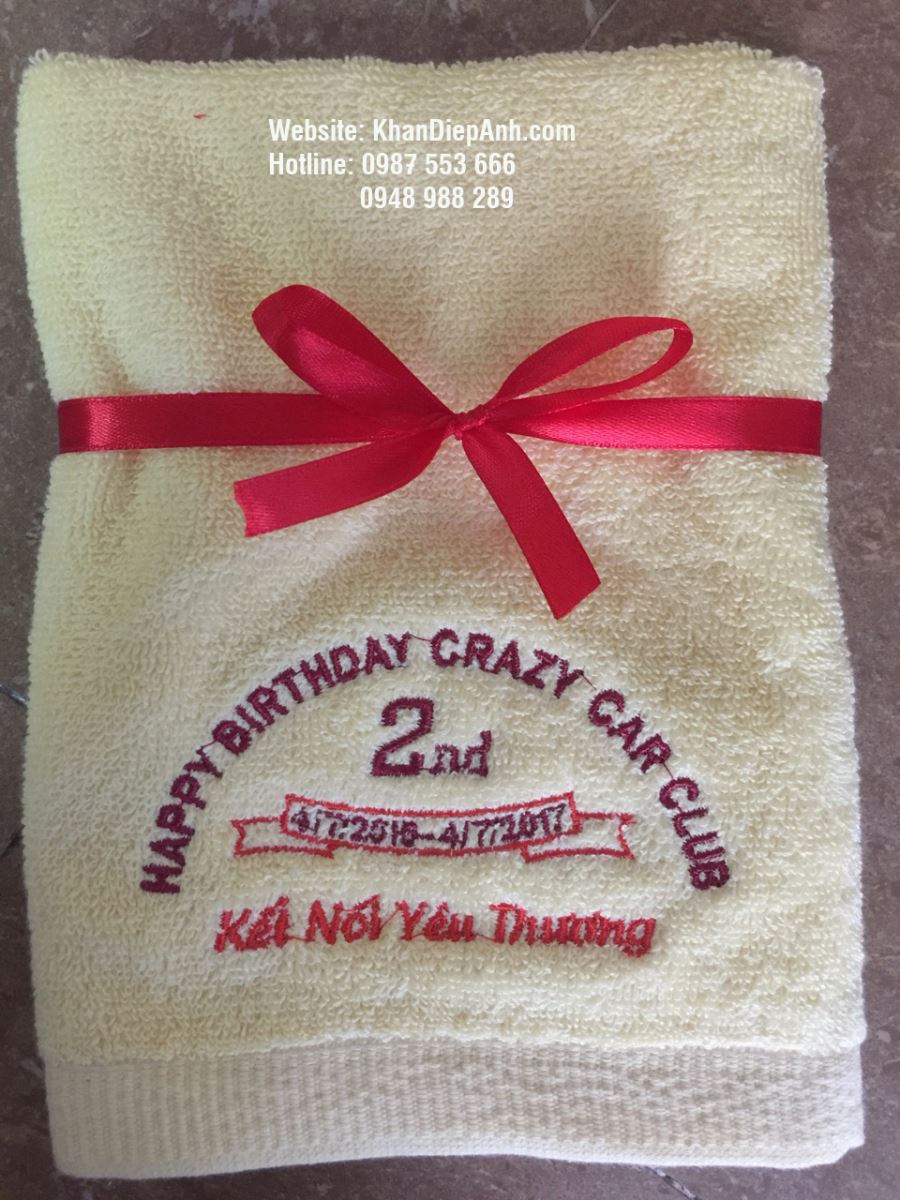 Website: KhanDiepAnh.com
Hotline: 0987 553 666
0948 988 289
HAPPY BIRTHDAY CRAZY CAR CLUB
2nd
4/7/2016-4/7/2017
Kết Nối Yêu Thương